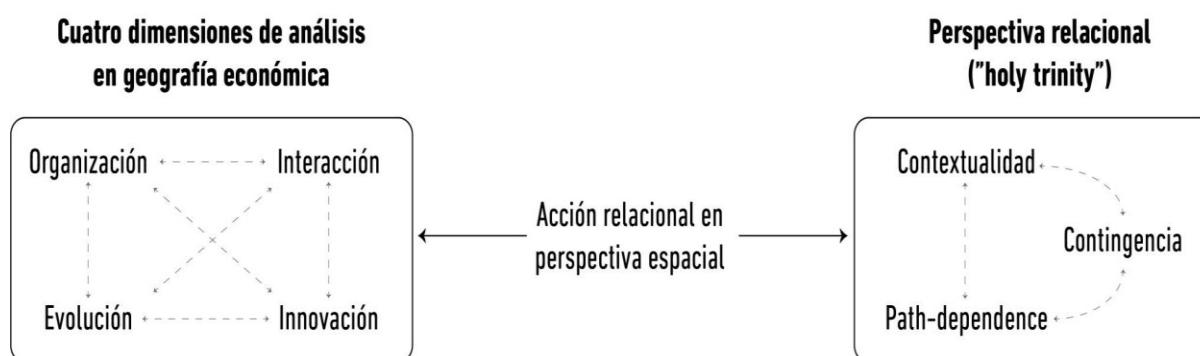 Cuatro dimensiones de análisis
en geografía económica
Organización
Interacción
Evolución
Innovación
Acción relacional en
perspectiva espacial
Perspectiva relacional
("holy trinity")
Contextualidad
Contingencia
Path-dependence